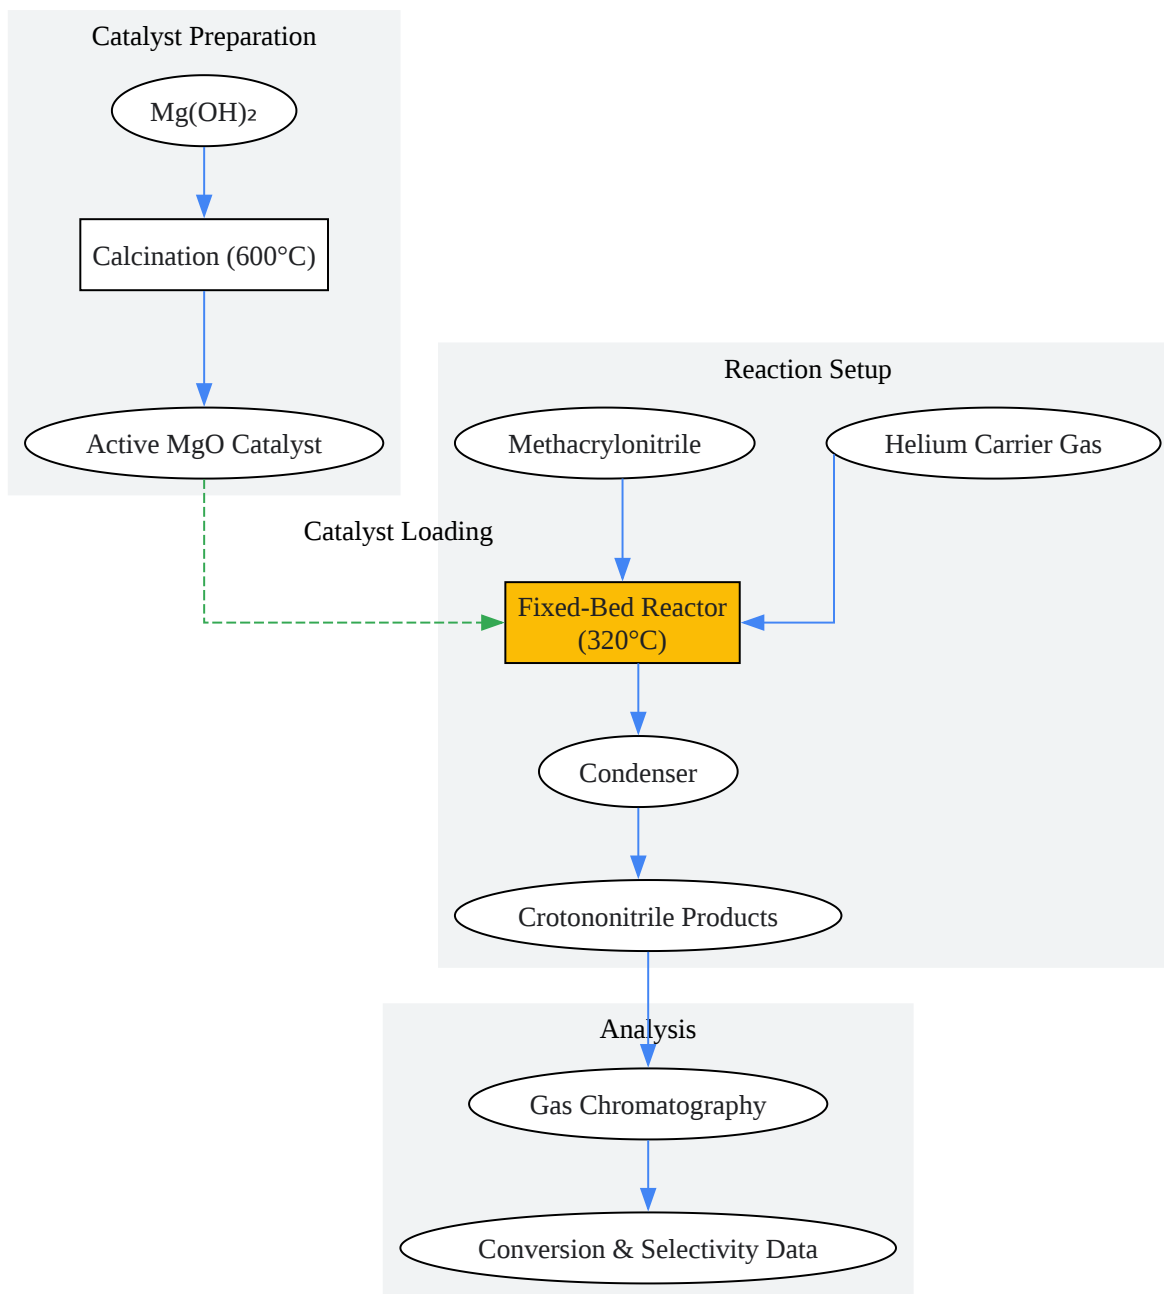 Catalyst Preparation
Mg(OH)₂
Calcination (600°C)
Active MgO Catalyst
Catalyst Loading
Reaction Setup
Methacrylonitrile
Helium Carrier Gas
Fixed-Bed Reactor
(320°C)
Condenser
Crotononitrile Products
Analysis
Gas Chromatography
Conversion & Selectivity Data